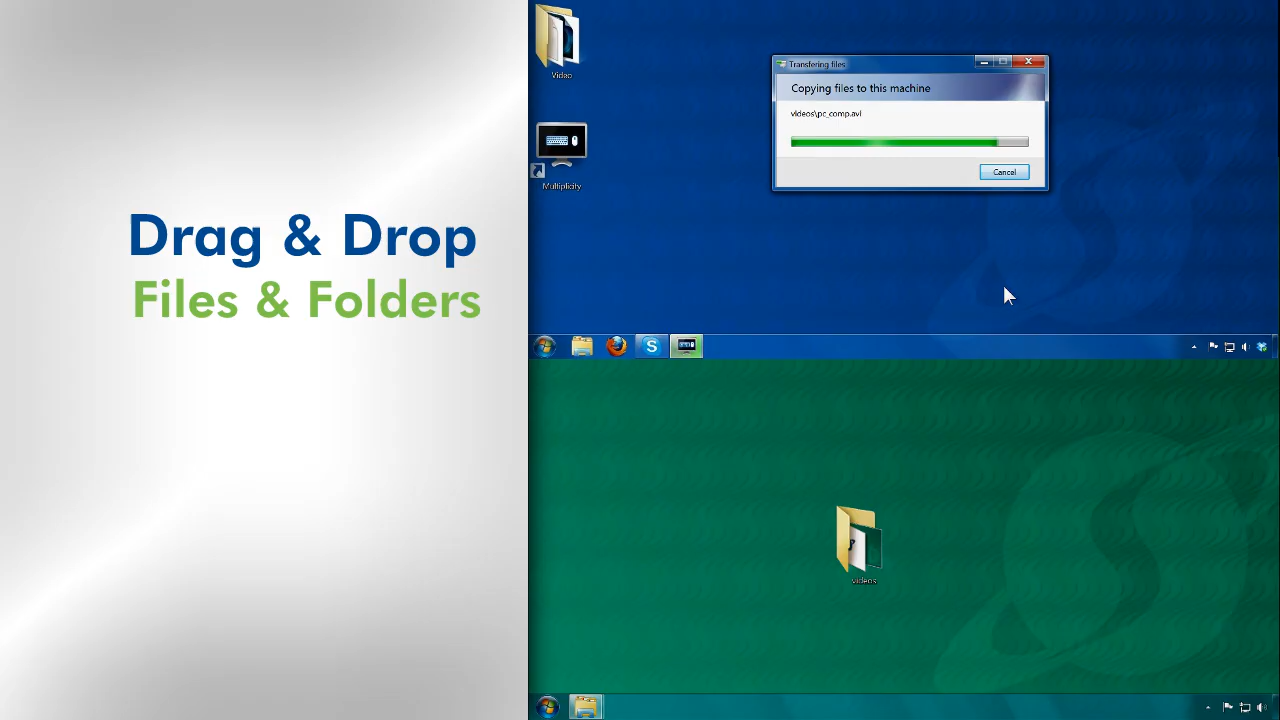 Drag & Drop
Files & Folders
Video
Multiplicity
Transfering files
Copying files to this machine
videos\pc_comp.avi
Cancel
videos